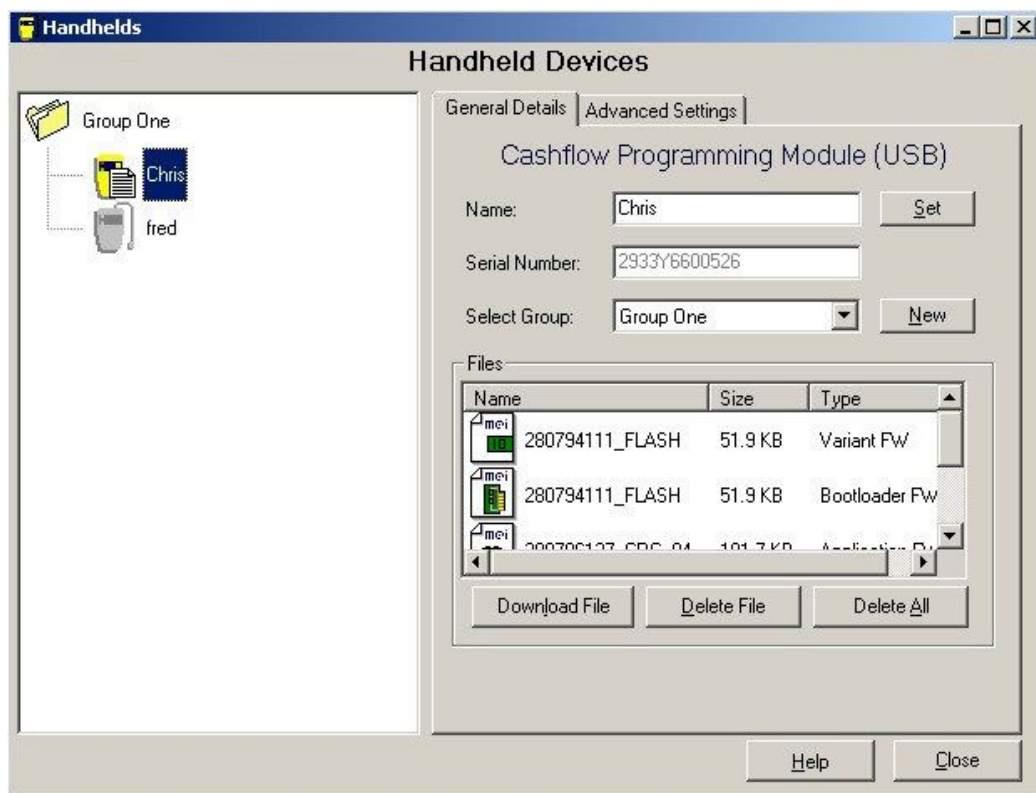 Handhelds
Handheld Devices
Group One
Chris
fred
General Details
Advanced Settings
Cashflow Programming Module (USB)
Name:
Chris
Set
Serial Number:
2933Y6600526
Select Group:
Group One
New
Files
Name Size Type
mei
280794111_FLASH 51.9 KB Variant FW
mei
280794111_FLASH 51.9 KB Bootloader FW
mei
Download File
Delete File
Delete All
Help
Close